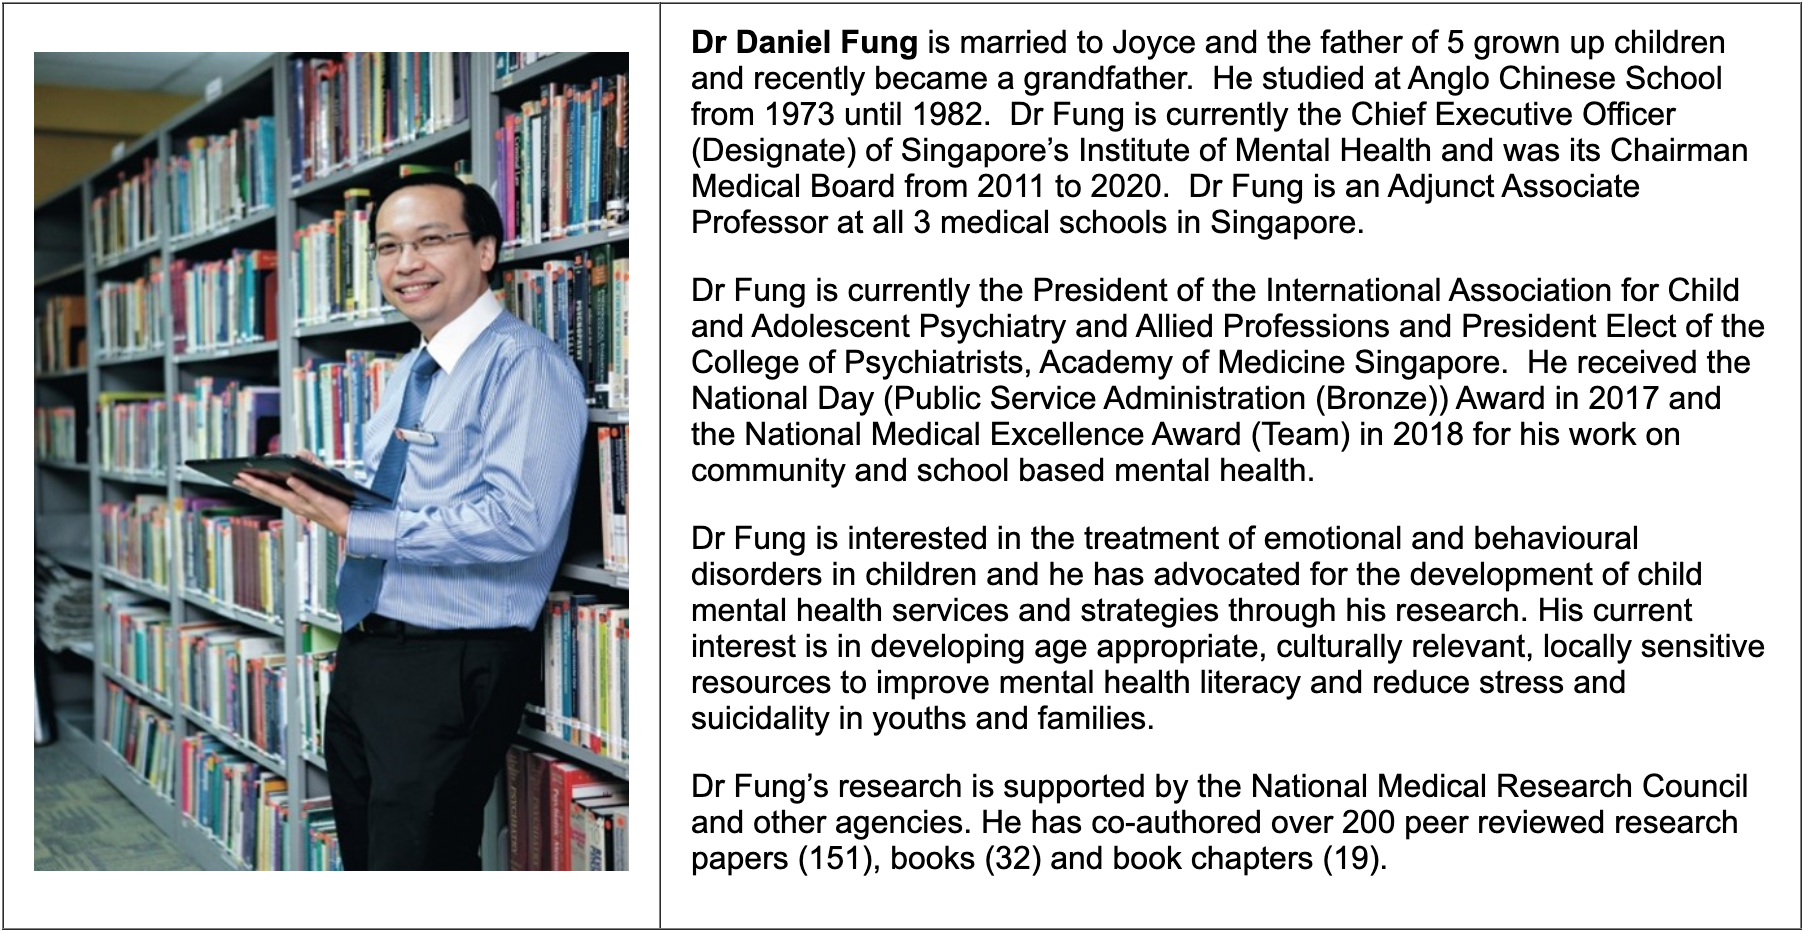 Dr Daniel Fung is married to Joyce and the father of 5 grown up children
and recently became a grandfather.  He studied at Anglo Chinese School
from 1973 until 1982.  Dr Fung is currently the Chief Executive Officer
(Designate) of Singapore’s Institute of Mental Health and was its Chairman
Medical Board from 2011 to 2020.  Dr Fung is an Adjunct Associate
Professor at all 3 medical schools in Singapore.
Dr Fung is currently the President of the International Association for Child
and Adolescent Psychiatry and Allied Professions and President Elect of the
College of Psychiatrists, Academy of Medicine Singapore.  He received the
National Day (Public Service Administration (Bronze)) Award in 2017 and
the National Medical Excellence Award (Team) in 2018 for his work on
community and school based mental health.
Dr Fung is interested in the treatment of emotional and behavioural
disorders in children and he has advocated for the development of child
mental health services and strategies through his research. His current
interest is in developing age appropriate, culturally relevant, locally sensitive
resources to improve mental health literacy and reduce stress and
suicidality in youths and families.
Dr Fung’s research is supported by the National Medical Research Council
and other agencies. He has co-authored over 200 peer reviewed research
papers (151), books (32) and book chapters (19).